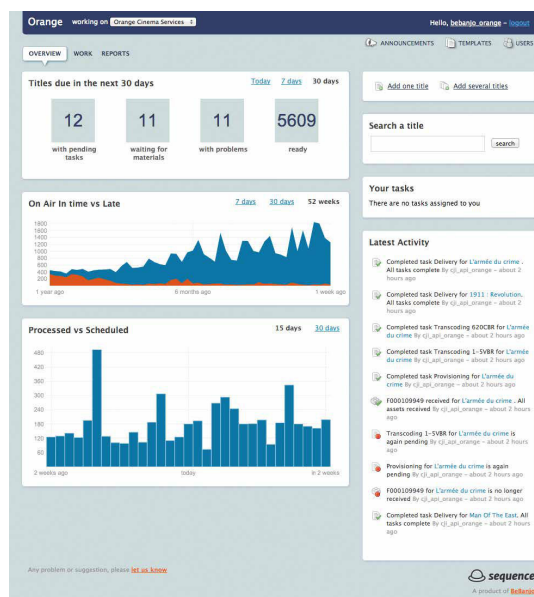 Orange working on Orange Cinema Services
Hello, bebanjo_orange – logout
OVERVIEW WORK REPORTS
ANNOUNCEMENTS TEMPLATES USERS
Titles due in the next 30 days Today 7 days 30 days
12 11 11 5609
with pending tasks
waiting for materials
with problems
ready
Add one title Add several titles
Search a title
search
Your tasks
There are no tasks assigned to you
On Air In time vs Late 7 days 30 days 52 weeks
1800
1600
1400
1200
1000
800
600
400
200
1 year ago 6 months ago 1 week ago
Processed vs Scheduled 15 days 30 days
480
420
360
300
240
180
120
60
2 weeks ago today in 2 weeks
Latest Activity
Completed task Delivery for L'armée du crime .
All tasks complete By cji_api_orange – about 2
hours ago
Completed task Delivery for 1911 : Revolution.
All tasks complete By cji_api_orange – about 2
hours ago
Completed task Transcoding 620CBR for L'armée
du crime By cji_api_orange – about 2 hours ago
Completed task Transcoding 1-5VBR for L'armée
du crime By cji_api_orange – about 2 hours ago
Completed task Provisioning for L'armée du
crime By cji_api_orange – about 2 hours ago
F000109949 received for L'armée du crime . All
assets received By cji_api_orange – about 2 hours
ago
Transcoding 1-5VBR for L'armée du crime is
again pending By cji_api_orange – about 2 hours
ago
Provisioning for L'armée du crime is again
pending By cji_api_orange – about 2 hours ago
F000109949 for L'armée du crime is no longer
received By cji_api_orange – about 2 hours ago
Completed task Delivery for Man Of The East. All
tasks complete By cji_api_orange – about 2 hours
ago
Any problem or suggestion, please let us know
sequence
A product of BeBanjo